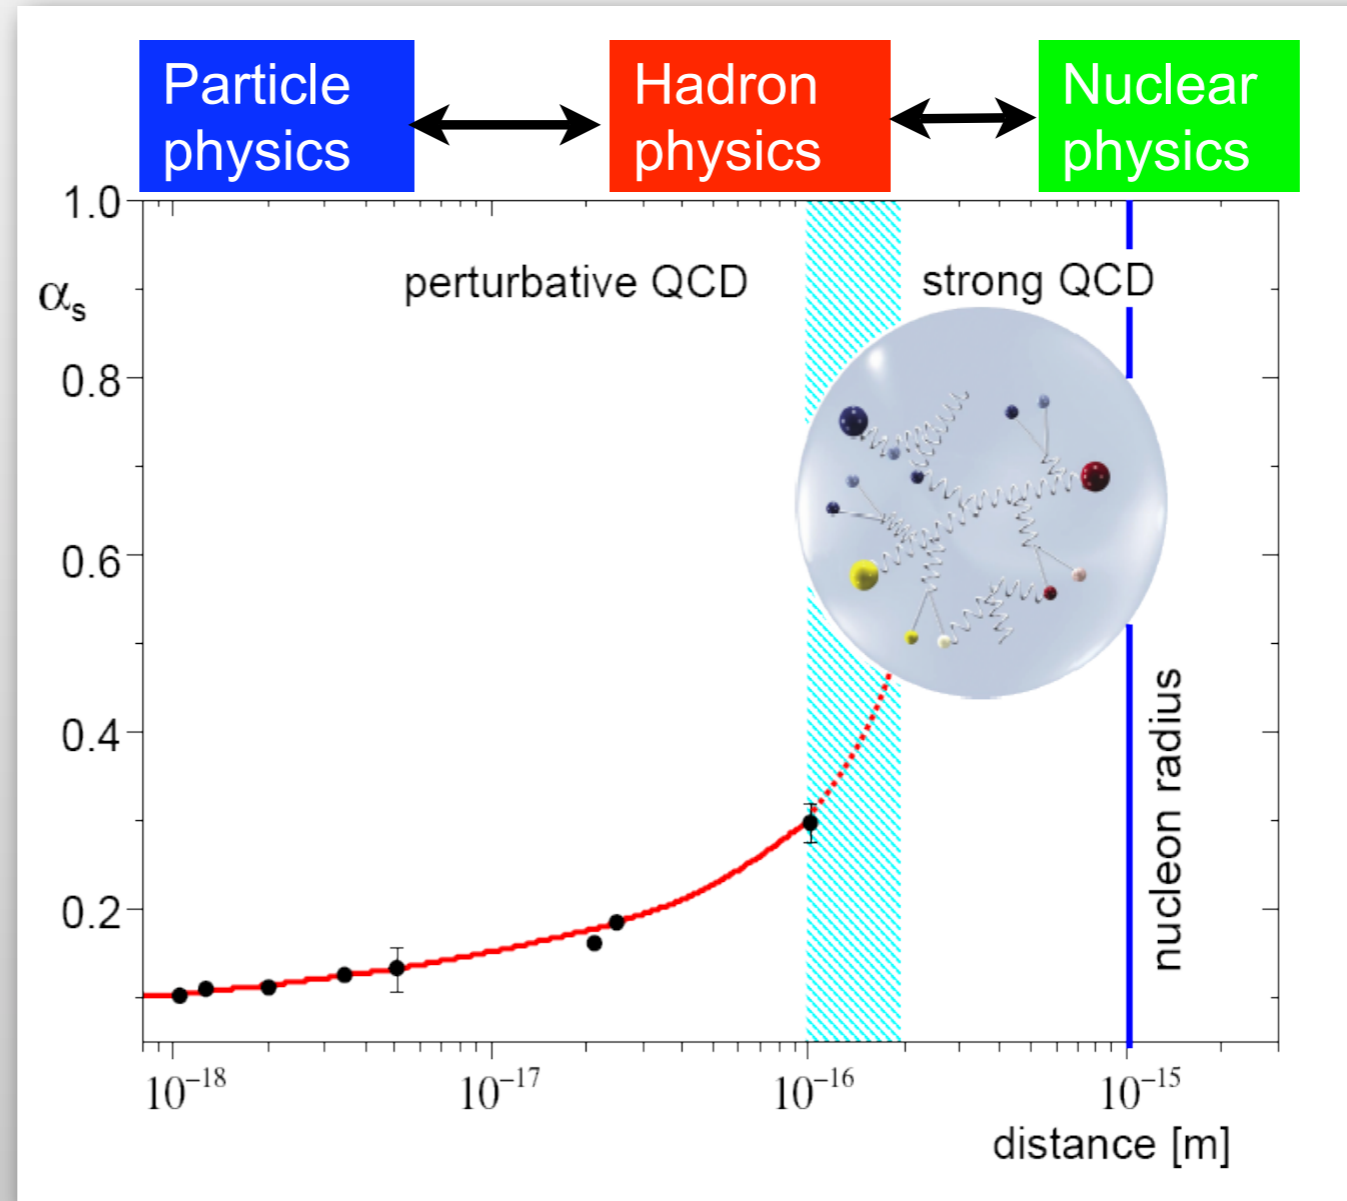 Particle
physics
Hadron
physics
Nuclear
physics
1.0
αs
perturbative QCD
strong QCD
0.8
0.6
0.4
0.2
nucleon radius
10⁻¹⁸
10⁻¹⁷
10⁻¹⁶
10⁻¹⁵
distance [m]